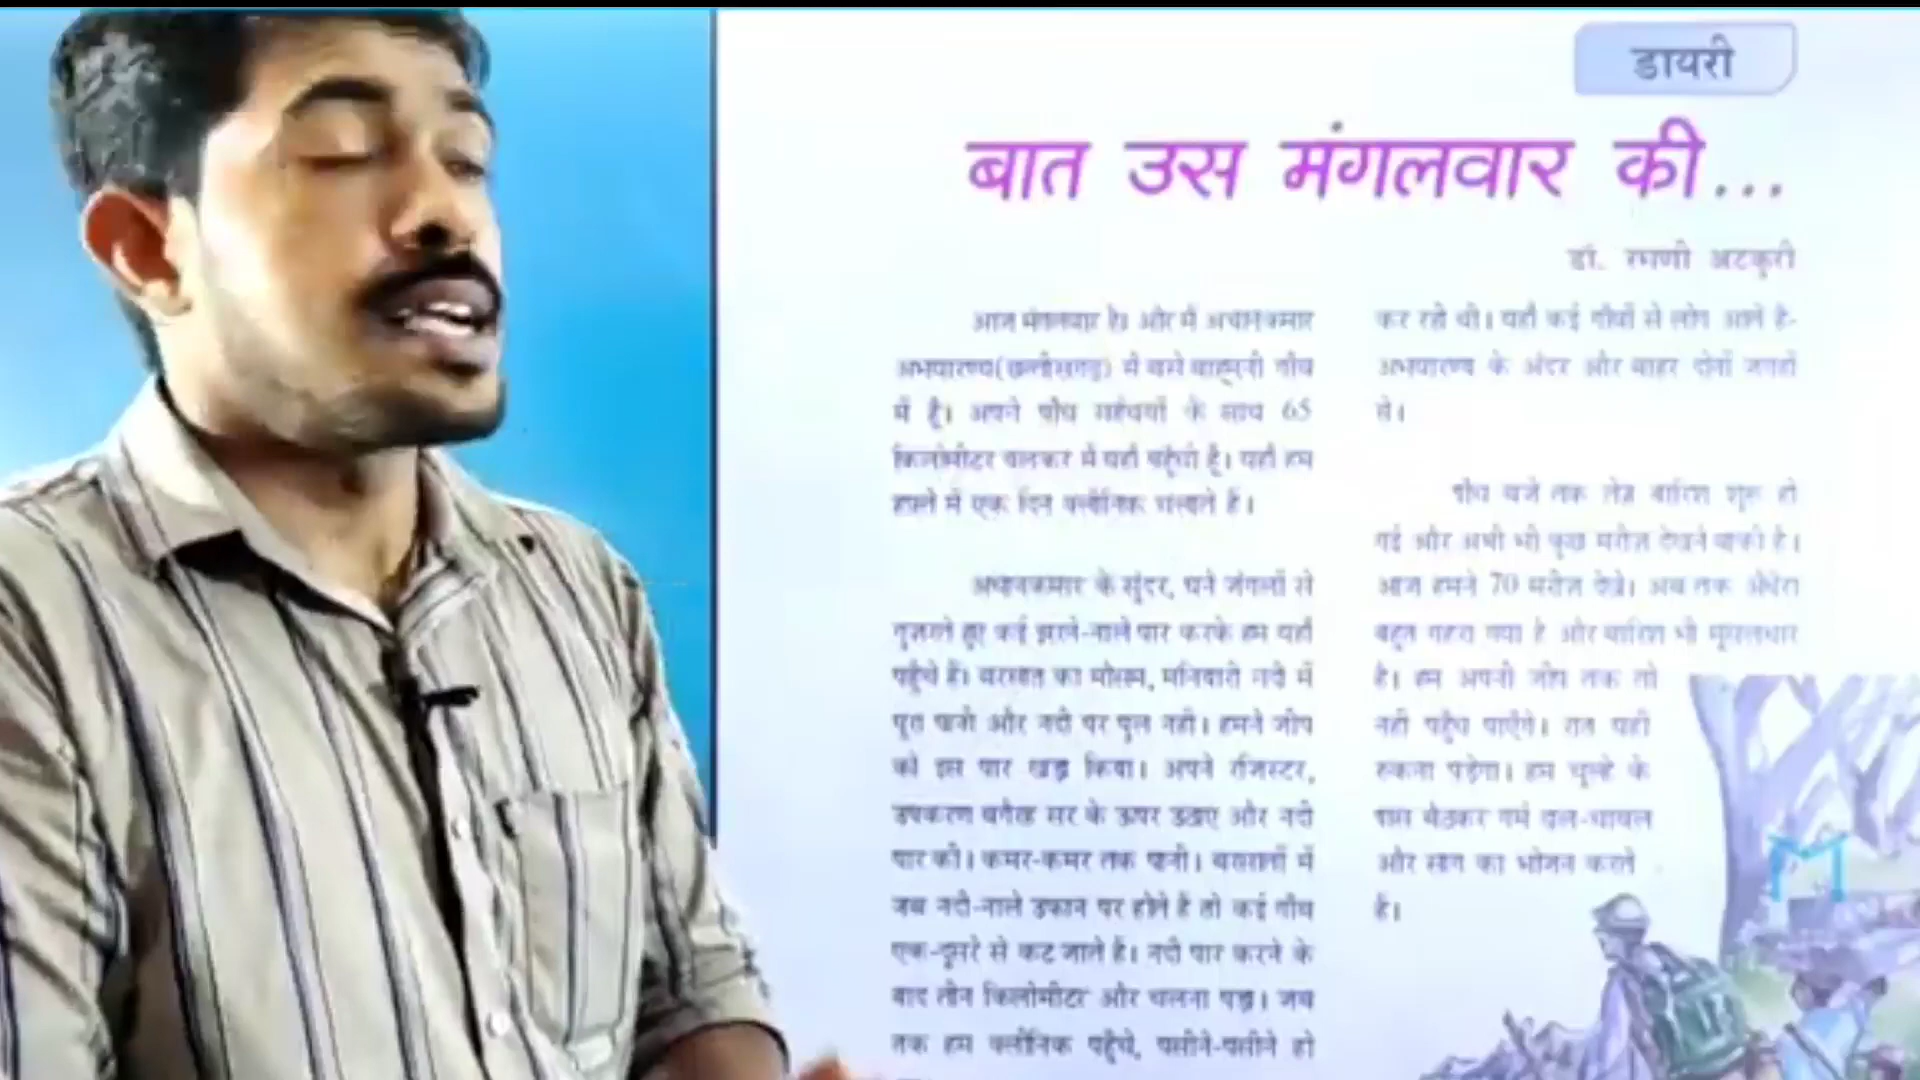 डायरी
बात उस मंगलवार की...
डॉ. रमणी अटकुरी
आज मंगलवार है। और मैं अचानकमार
अभयारण्य(छत्तीसगढ़) में बसे बाहमनी गाँव
में हूँ। अपने पाँच सहकर्मियों के साथ 65
किलोमीटर चलकर मैं यहाँ पहुँची हूँ। यहाँ हम
हफ़्ते में एक दिन क्लीनिक चलाते हैं।
अचानकमार के सुंदर, घने जंगलों से
गुज़रते हुए कई झरने-नाले पार करके हम यहाँ
पहुँचे हैं। बरसात का मौसम, मनियारी नदी में
पूरा पानी और नदी पर पुल नहीं। हमने जीप
को इस पार खड़ा किया। अपने रजिस्टर,
उपकरण वगैरह सर के ऊपर उठाए और नदी
पार की। कमर-कमर तक पानी। बरसातों में
जब नदी-नाले उफान पर होते हैं तो कई गाँव
एक-दूसरे से कट जाते हैं। नदी पार करने के
बाद तीन किलोमीटर और चलना पड़ा। जब
तक हम क्लीनिक पहुँचे, पसीने-पसीने हो
कर रहे थे। यहाँ कई गाँवों से लोग आते हैं-
अभयारण्य के अंदर और बाहर दोनों जगहों
से।
पाँच बजे तक तेज़ बारिश शुरू हो
गई और अभी भी कुछ मरीज़ देखने बाकी हैं।
आज हमने 70 मरीज़ देखे। अब तक अँधेरा
बहुत गहरा गया है और बारिश भी मूसलधार
है। हम अपनी जीप तक तो
नहीं पहुँच पाएँगे। रात यहीं
रुकना पड़ेगा। हम चूल्हे के
पास बैठकर गर्म दाल-चावल
और साग का भोजन करते
हैं।